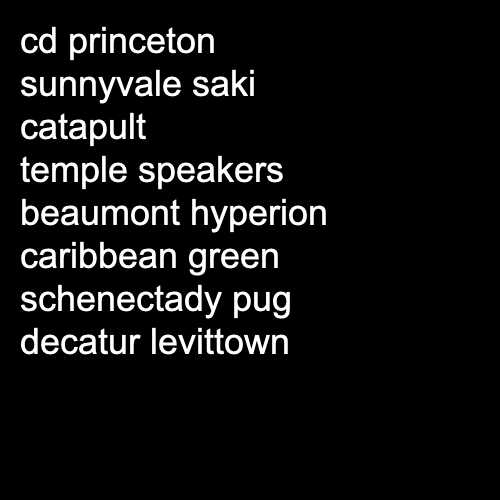 cd princeton
sunnyvale saki
catapult
temple speakers
beaumont hyperion
caribbean green
schenectady pug
decatur levittown